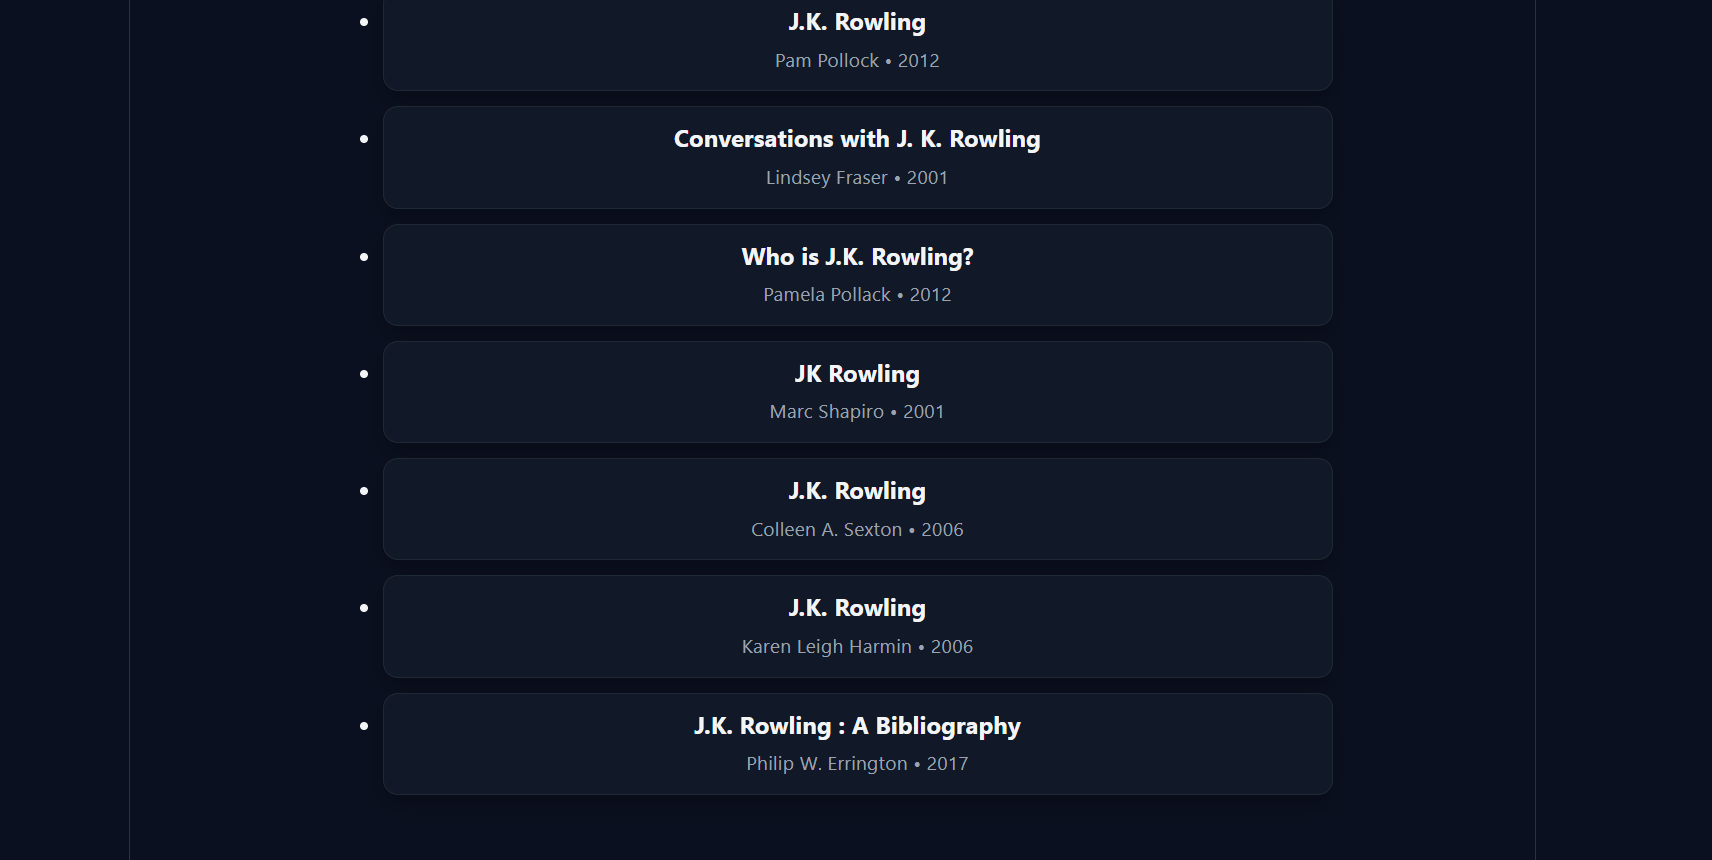 J.K. Rowling
Pam Pollock • 2012
Conversations with J. K. Rowling
Lindsey Fraser • 2001
Who is J.K. Rowling?
Pamela Pollack • 2012
JK Rowling
Marc Shapiro • 2001
J.K. Rowling
Colleen A. Sexton • 2006
J.K. Rowling
Karen Leigh Harmin • 2006
J.K. Rowling : A Bibliography
Philip W. Errington • 2017